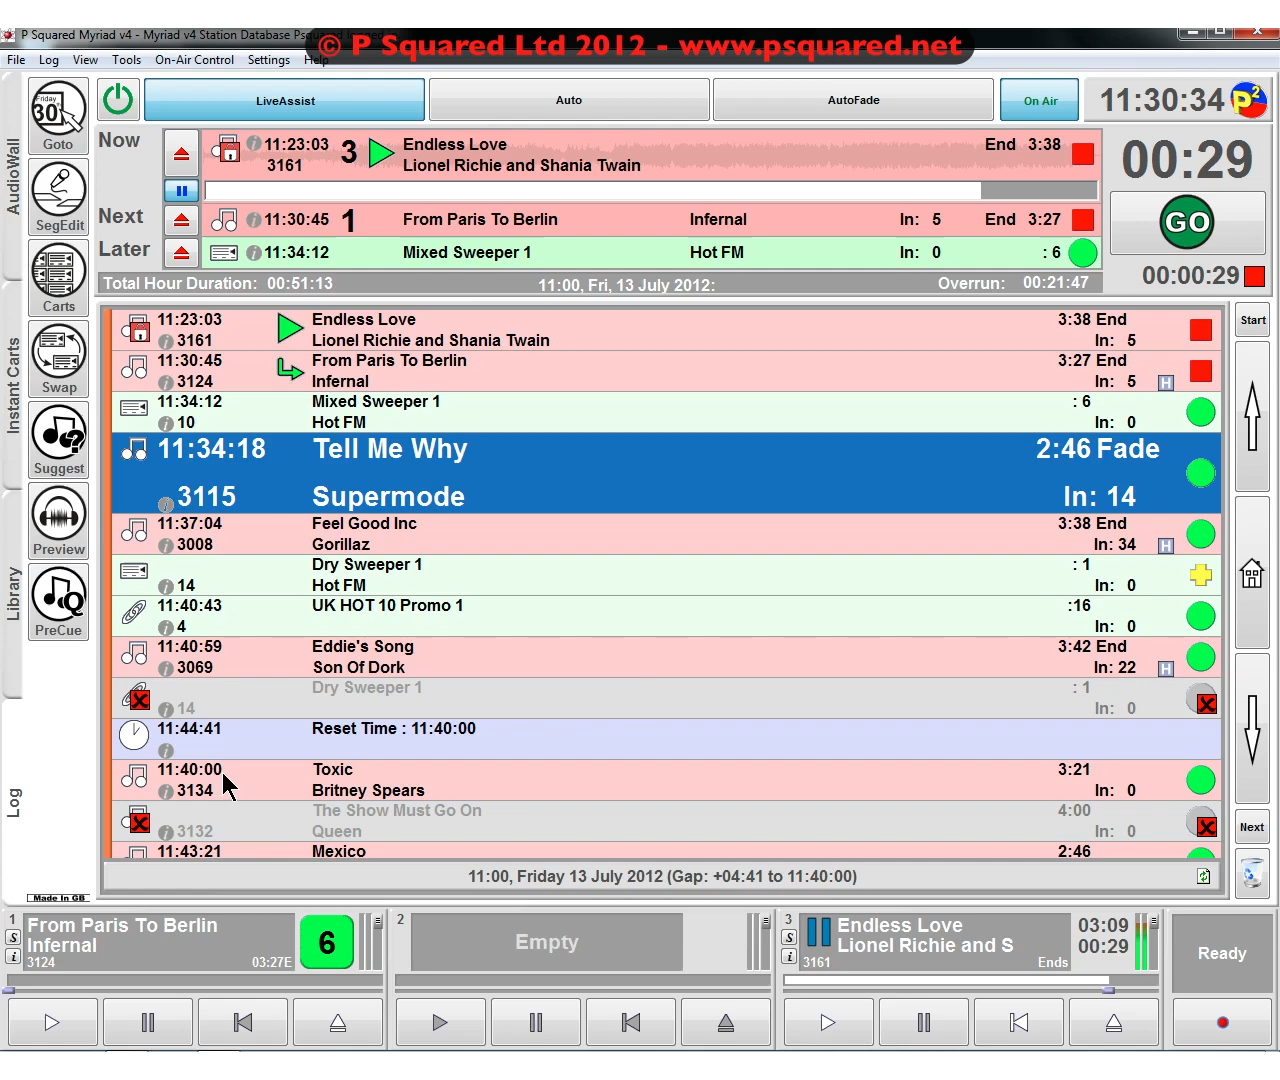 P Squared Myriad v4 - Myriad v4 Station Database Psquared
© P Squared Ltd 2012 - www.psquared.net
File Log View Tools On-Air Control Settings Help
AudioWall
Instant Carts
Library
Log
Friday
30
Goto
SegEdit
Carts
Swap
Suggest
Preview
PreCue
Made In GB
LiveAssist Auto AutoFade On Air 11:30:34
Now 11:23:03 3 Endless Love End 3:38
3161 Lionel Richie and Shania Twain
00:29
Next 11:30:45 1 From Paris To Berlin Infernal In: 5 End 3:27
GO
Later 11:34:12 Mixed Sweeper 1 Hot FM In: 0 :6
Total Hour Duration: 00:51:13 11:00, Fri, 13 July 2012: Overrun: 00:21:47
00:00:29
11:23:03 Endless Love 3:38 End
3161 Lionel Richie and Shania Twain In: 5
11:30:45 From Paris To Berlin 3:27 End
3124 Infernal In: 5 H
11:34:12 Mixed Sweeper 1 :6
10 Hot FM In: 0
11:34:18 Tell Me Why 2:46 Fade
3115 Supermode In: 14
11:37:04 Feel Good Inc 3:38 End
3008 Gorillaz In: 34 H
Dry Sweeper 1 :1
14 Hot FM In: 0
11:40:43 UK HOT 10 Promo 1 :16
4 In: 0
11:40:59 Eddie's Song 3:42 End
3069 Son Of Dork In: 22 H
Dry Sweeper 1 :1
14 In: 0
11:44:41 Reset Time : 11:40:00
11:40:00 Toxic 3:21
3134 Britney Spears In: 0
The Show Must Go On 4:00
3132 Queen In: 0
11:43:21 Mexico 2:46
11:00, Friday 13 July 2012 (Gap: +04:41 to 11:40:00)
Start
Next
1 From Paris To Berlin
S Infernal
i 3124 03:27E
6
2 Empty
3 Endless Love 03:09
S Lionel Richie and S 00:29
i 3161 Ends
Ready